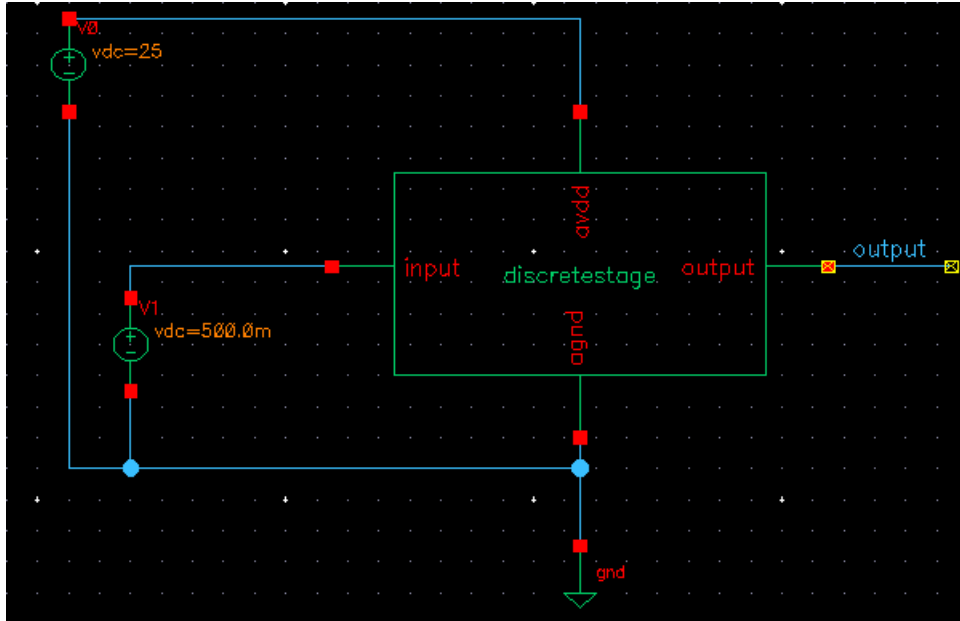 V0
vdc=25
avdd
output
input
discretestage
output
V1
vdc=500.0m
agnd
gnd